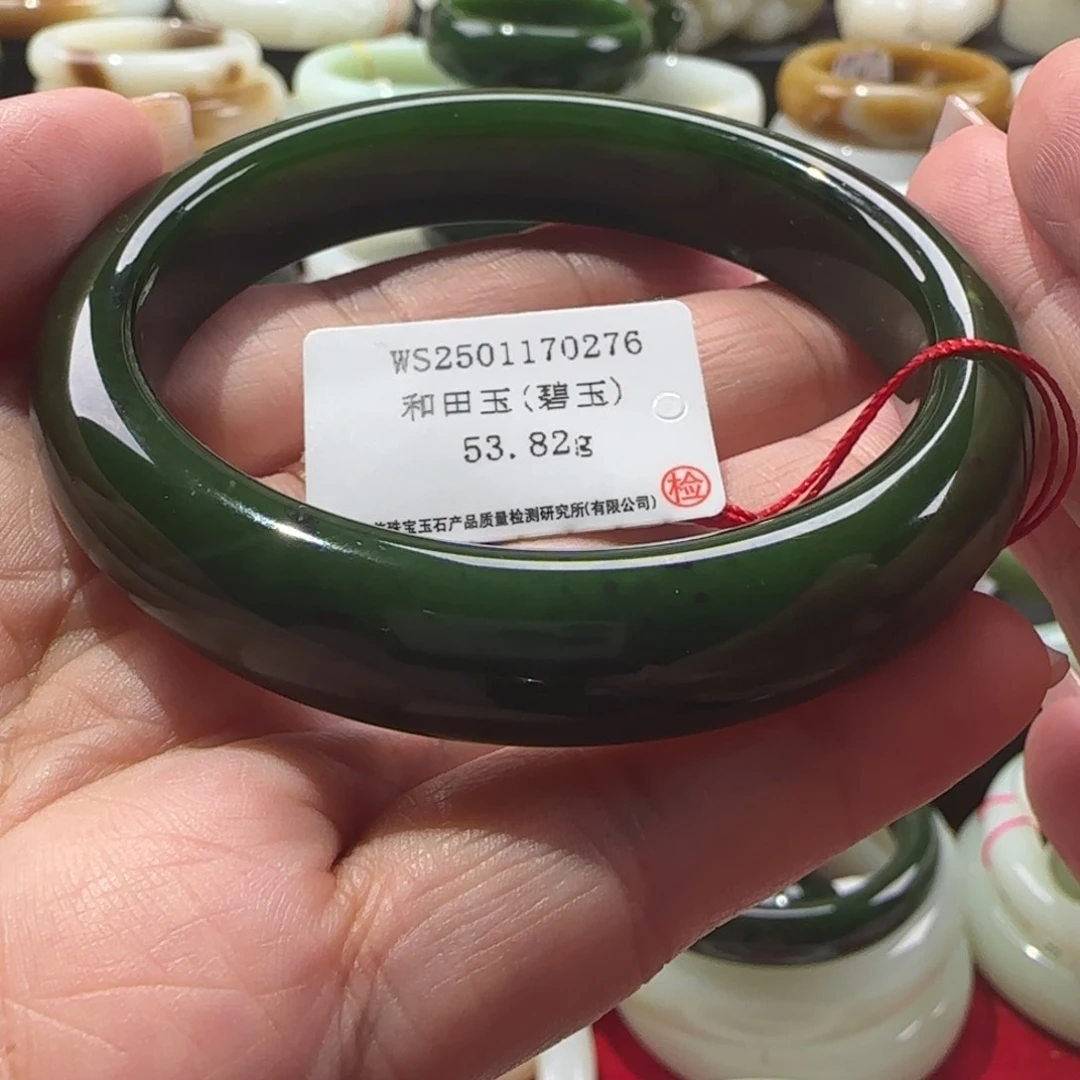 WS2501170276
和田玉(碧玉)
53.82g
珠宝玉石产品质量检测研究所(有限公司)
检